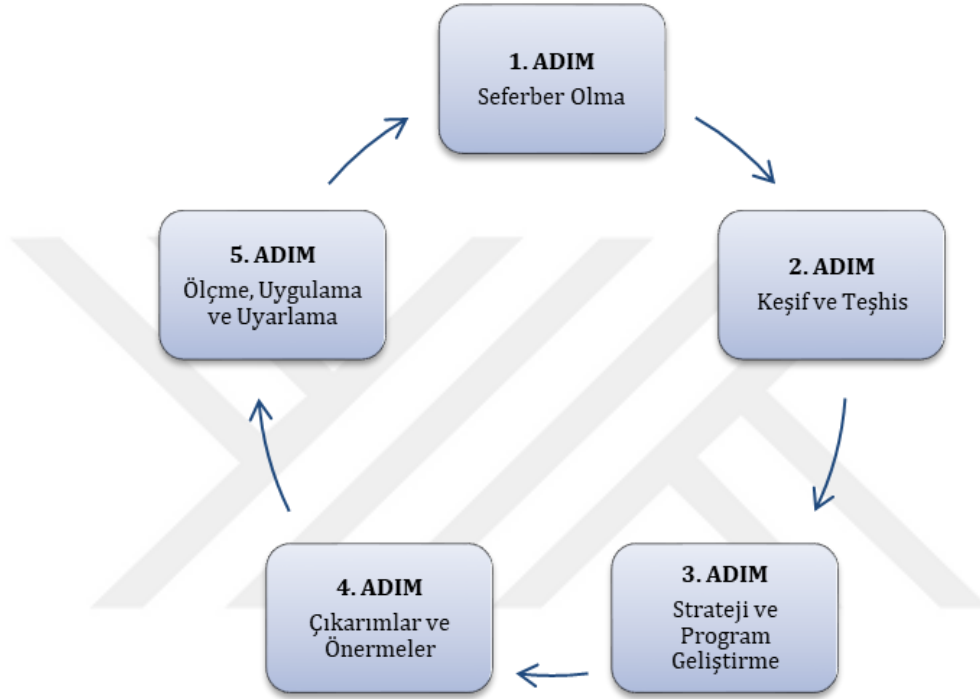 1. ADIM
Seferber Olma
2. ADIM
Keşif ve Teşhis
3. ADIM
Strateji ve
Program
Geliştirme
4. ADIM
Çıkarımlar ve
Önermeler
5. ADIM
Ölçme, Uygulama
ve Uyarlama